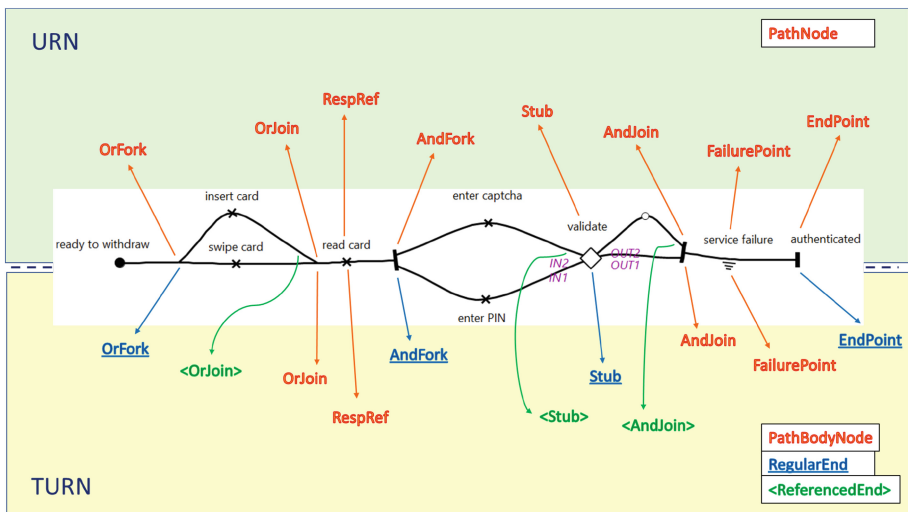 URN
PathNode
RespRef
Stub
EndPoint
OrJoin
AndFork
AndJoin
OrFork
FailurePoint
insert card
enter captcha
validate
ready to withdraw
swipe card
read card
service failure
authenticated
IN2
OUT2
IN1
OUT1
enter PIN
OrFork
AndFork
AndJoin
EndPoint
<OrJoin>
OrJoin
Stub
FailurePoint
RespRef
<Stub>
<AndJoin>
PathBodyNode
RegularEnd
TURN
<ReferencedEnd>